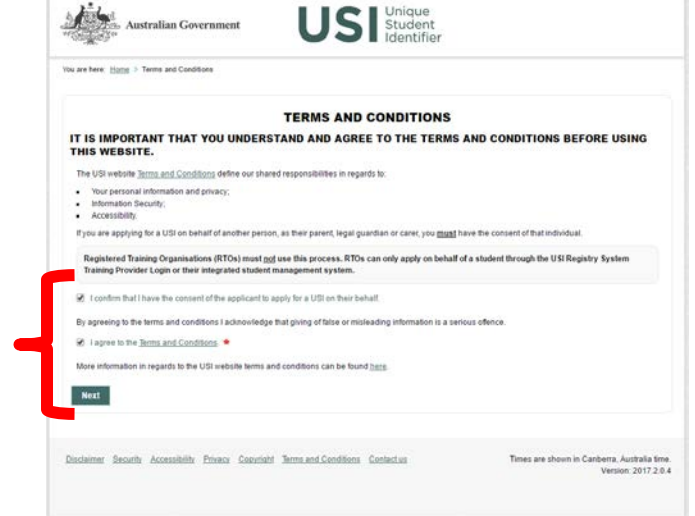 Australian Government
USI Unique
Student
Identifier
You are here: Home > Terms and Conditions
TERMS AND CONDITIONS
IT IS IMPORTANT THAT YOU UNDERSTAND AND AGREE TO THE TERMS AND CONDITIONS BEFORE USING
THIS WEBSITE.
The USI website Terms and Conditions define our shared responsibilities in regards to:
• Your personal information and privacy;
• Information Security;
• Accessibility.
If you are applying for a USI on behalf of another person, as their parent, legal guardian or carer, you must have the consent of that individual.
Registered Training Organisations (RTOs) must not use this process. RTOs can only apply on behalf of a student through the USI Registry System
Training Provider Login or their integrated student management system.
I confirm that I have the consent of the applicant to apply for a USI on their behalf.
By agreeing to the terms and conditions I acknowledge that giving of false or misleading information is a serious offence.
I agree to the Terms and Conditions. *
More information in regards to the USI website terms and conditions can be found here.
Next
Disclaimer Security Accessibility Privacy Copyright Terms and Conditions Contact us
Times are shown in Canberra, Australia time.
Version: 2017.2.0.4